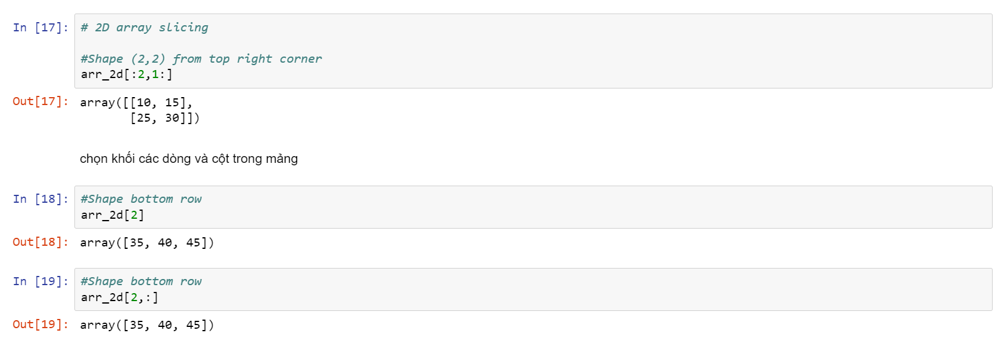 In [17]: # 2D array slicing
#Shape (2,2) from top right corner
arr_2d[:2,1:]
Out[17]: array([[10, 15],
[25, 30]])
chọn khối các dòng và cột trong mảng
In [18]: #Shape bottom row
arr_2d[2]
Out[18]: array([35, 40, 45])
In [19]: #Shape bottom row
arr_2d[2,:]
Out[19]: array([35, 40, 45])